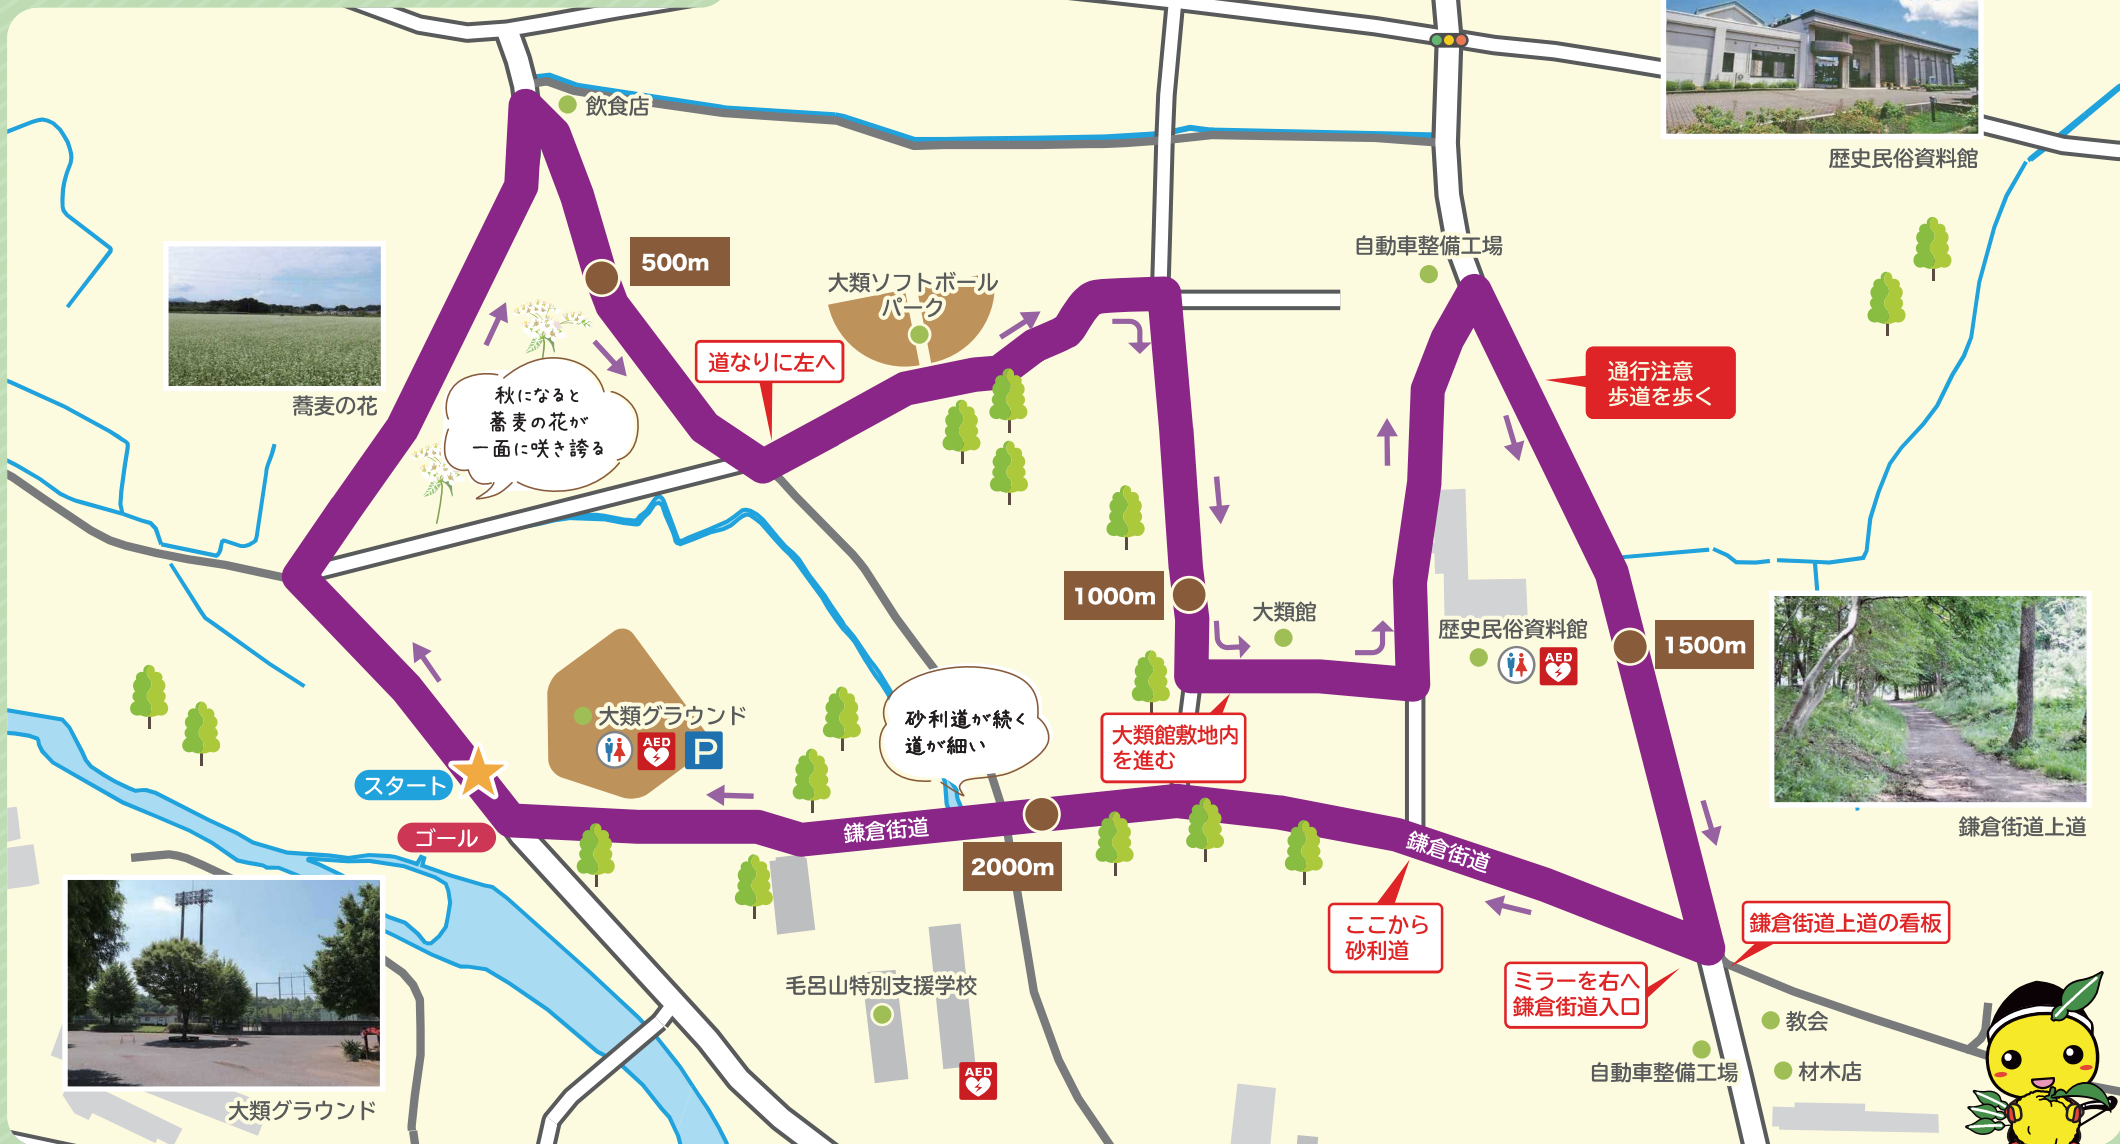 飲食店
歴史民俗資料館
自動車整備工場
500m
大類ソフトボール
パーク
道なりに左へ
通行注意
歩道を歩く
蕎麦の花
秋になると
蕎麦の花が
一面に咲き誇る
1000m
大類館
歴史民俗資料館
AED
1500m
大類グラウンド
AED
P
砂利道が続く
道が細い
大類館敷地内
を進む
スタート
ゴール
鎌倉街道
2000m
鎌倉街道
鎌倉街道上道
ここから
砂利道
鎌倉街道上道の看板
ミラーを右へ
鎌倉街道入口
毛呂山特別支援学校
AED
教会
自動車整備工場
材木店
大類グラウンド